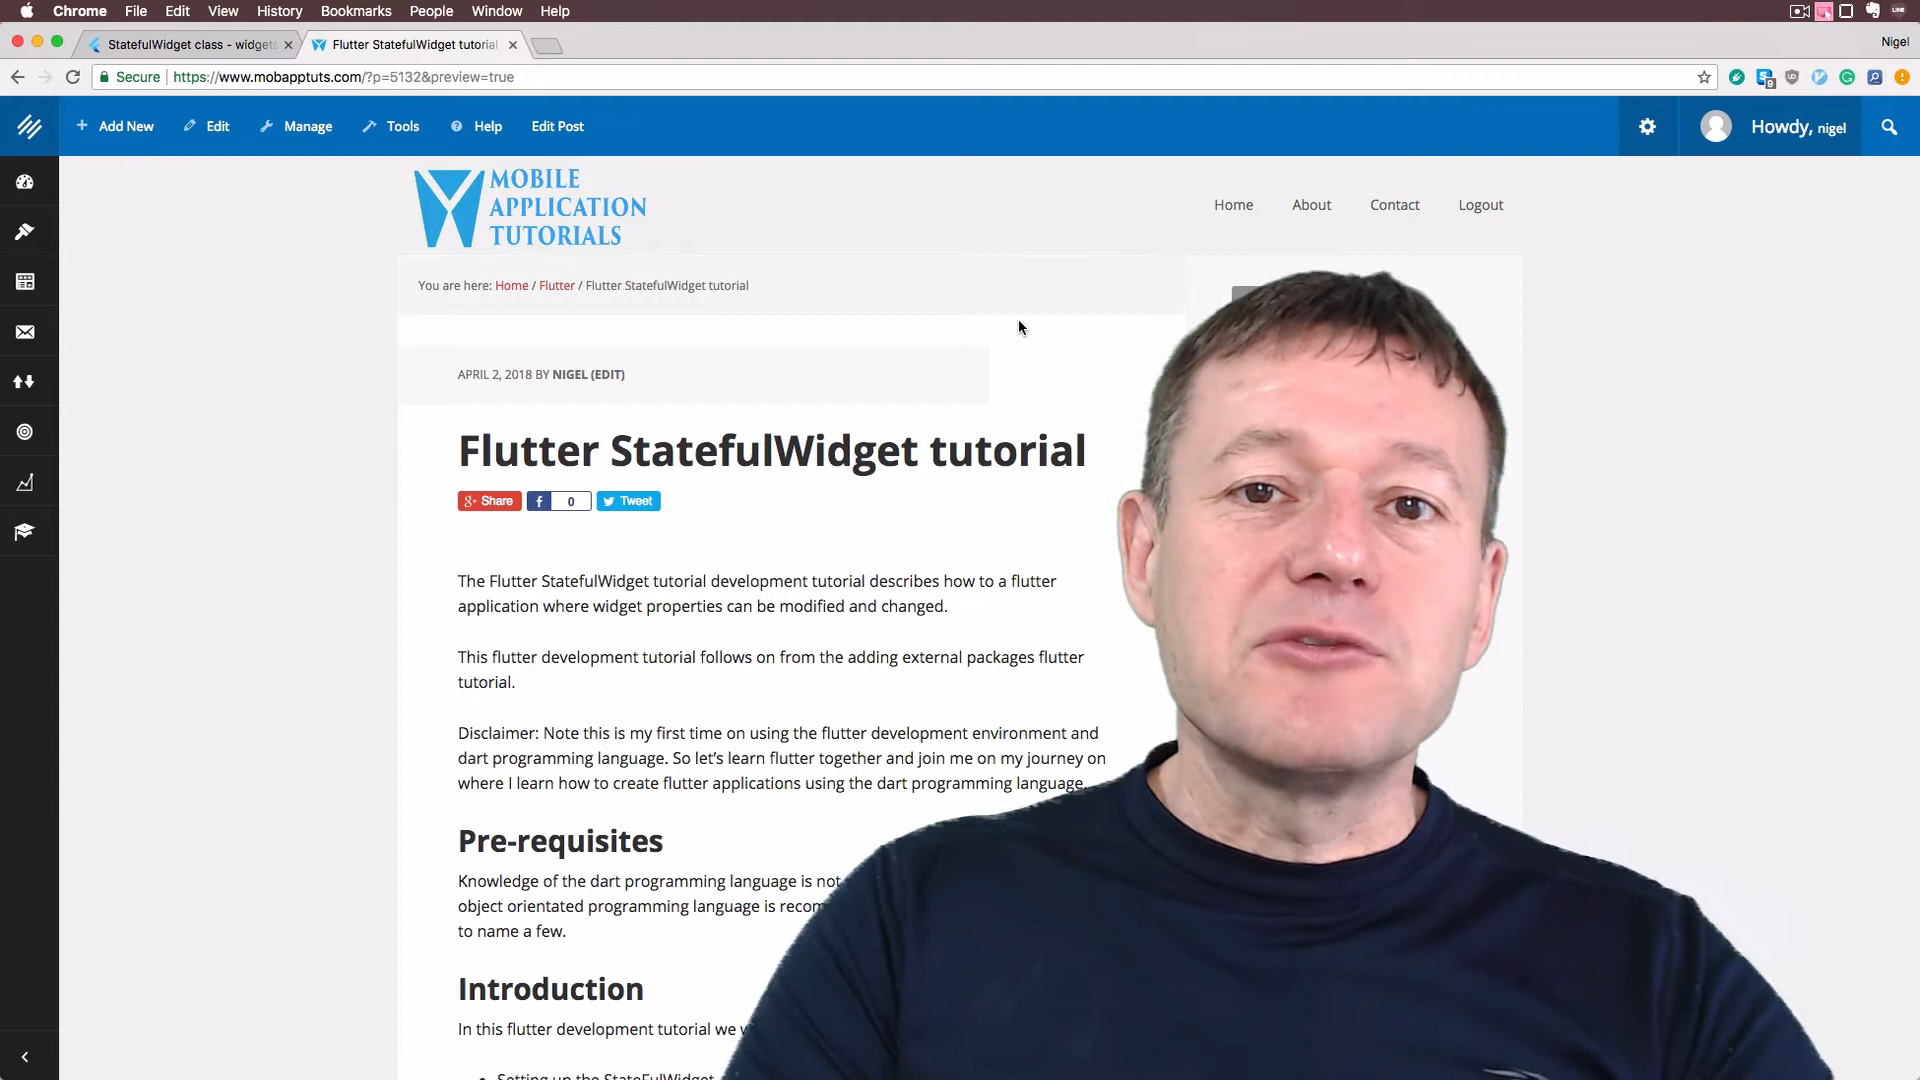 Chrome File Edit View History Bookmarks People Window Help
StatefulWidget class - widgets
Flutter StatefulWidget tutorial
Nigel
Secure https://www.mobapptuts.com/?p=5132&preview=true
9
Add New Edit Manage Tools Help Edit Post
Howdy, nigel
MOBILE
APPLICATION
TUTORIALS
Home About Contact Logout
You are here: Home / Flutter / Flutter StatefulWidget tutorial
APRIL 2, 2018 BY NIGEL (EDIT)
Flutter StatefulWidget tutorial
Share 0 Tweet
The Flutter StatefulWidget tutorial development tutorial describes how to a flutter
application where widget properties can be modified and changed.
This flutter development tutorial follows on from the adding external packages flutter
tutorial.
Disclaimer: Note this is my first time on using the flutter development environment and
dart programming language. So let's learn flutter together and join me on my journey on
where I learn how to create flutter applications using the dart programming language.
Pre-requisites
Knowledge of the dart programming language is not
object orientated programming language is
to name a few.
Introduction
In this flutter development tutorial we
Setting up the StateFulWidget